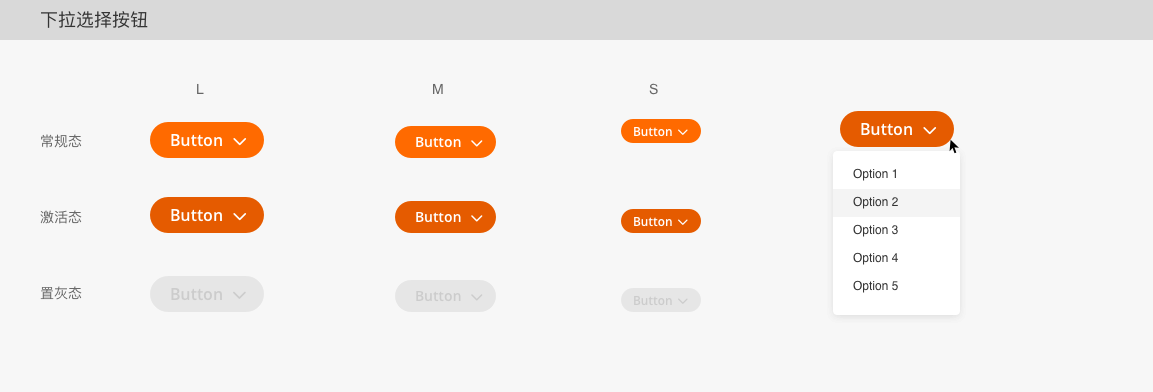 下拉选择按钮
L
M
S
常规态
Button
Button
Button
Button
Option 1
Option 2
Option 3
Option 4
Option 5
激活态
Button
Button
Button
置灰态
Button
Button
Button